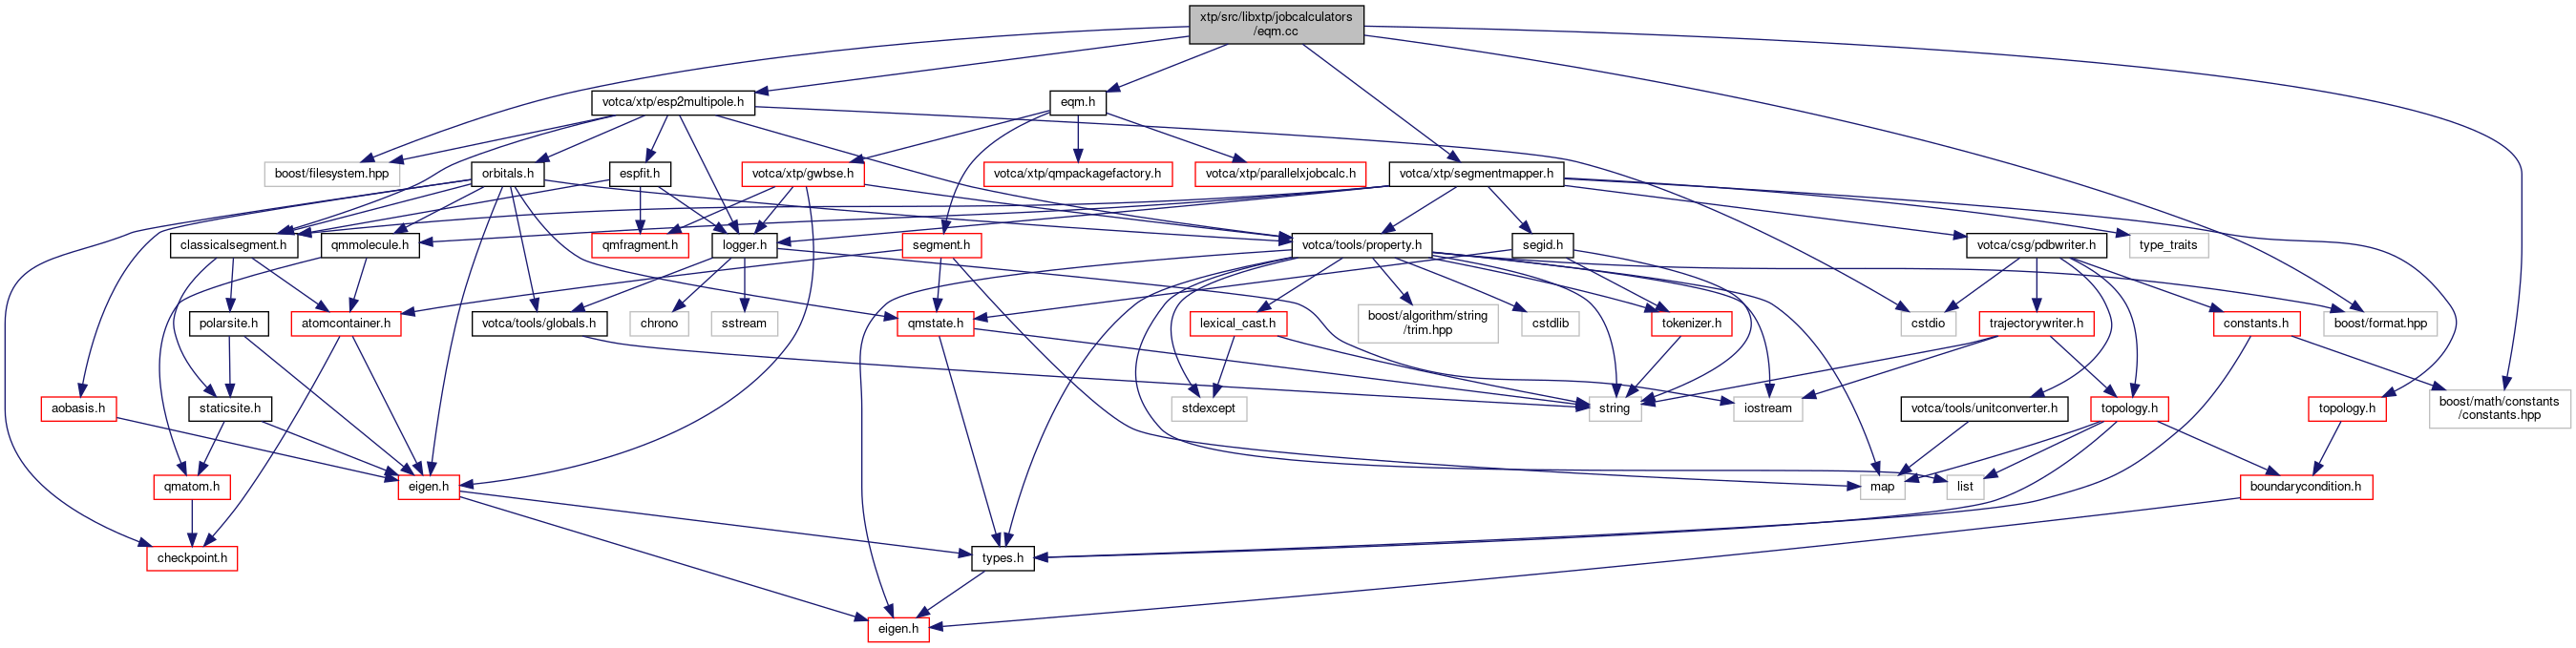 xtp/src/libxtp/jobcalculators
/eqm.cc
votca/xtp/esp2multipole.h
eqm.h
boost/filesystem.hpp
orbitals.h
espfit.h
votca/xtp/gwbse.h
votca/xtp/qmpackagefactory.h
votca/xtp/parallelxjobcalc.h
votca/xtp/segmentmapper.h
classicalsegment.h
qmmolecule.h
qmfragment.h
logger.h
segment.h
votca/tools/property.h
segid.h
votca/csg/pdbwriter.h
type_traits
polarsite.h
atomcontainer.h
votca/tools/globals.h
chrono
sstream
qmstate.h
lexical_cast.h
boost/algorithm/string
/trim.hpp
cstdlib
tokenizer.h
cstdio
trajectorywriter.h
constants.h
boost/format.hpp
aobasis.h
staticsite.h
stdexcept
string
iostream
votca/tools/unitconverter.h
topology.h
topology.h
boost/math/constants
/constants.hpp
qmatom.h
eigen.h
map
list
boundarycondition.h
checkpoint.h
types.h
eigen.h